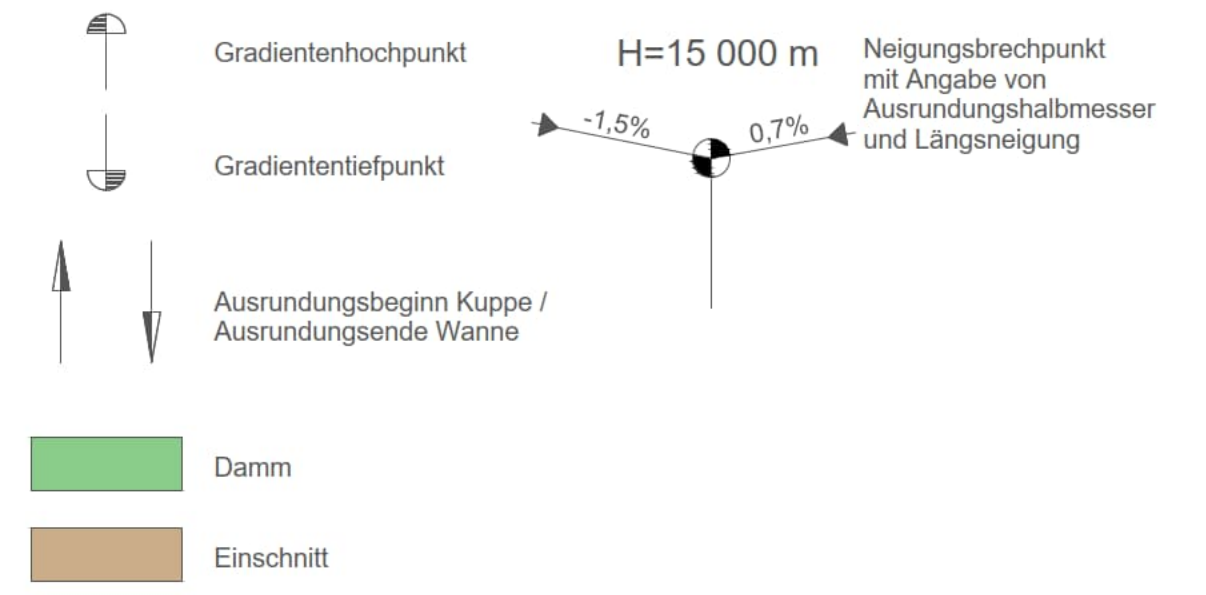 Gradientenhochpunkt
H=15 000 m
Neigungsbrechpunkt
mit Angabe von
Ausrundungshalbmesser
und Längsneigung
-1,5%
0,7%
Gradiententiefpunkt
Ausrundungsbeginn Kuppe /
Ausrundungsende Wanne
Damm
Einschnitt